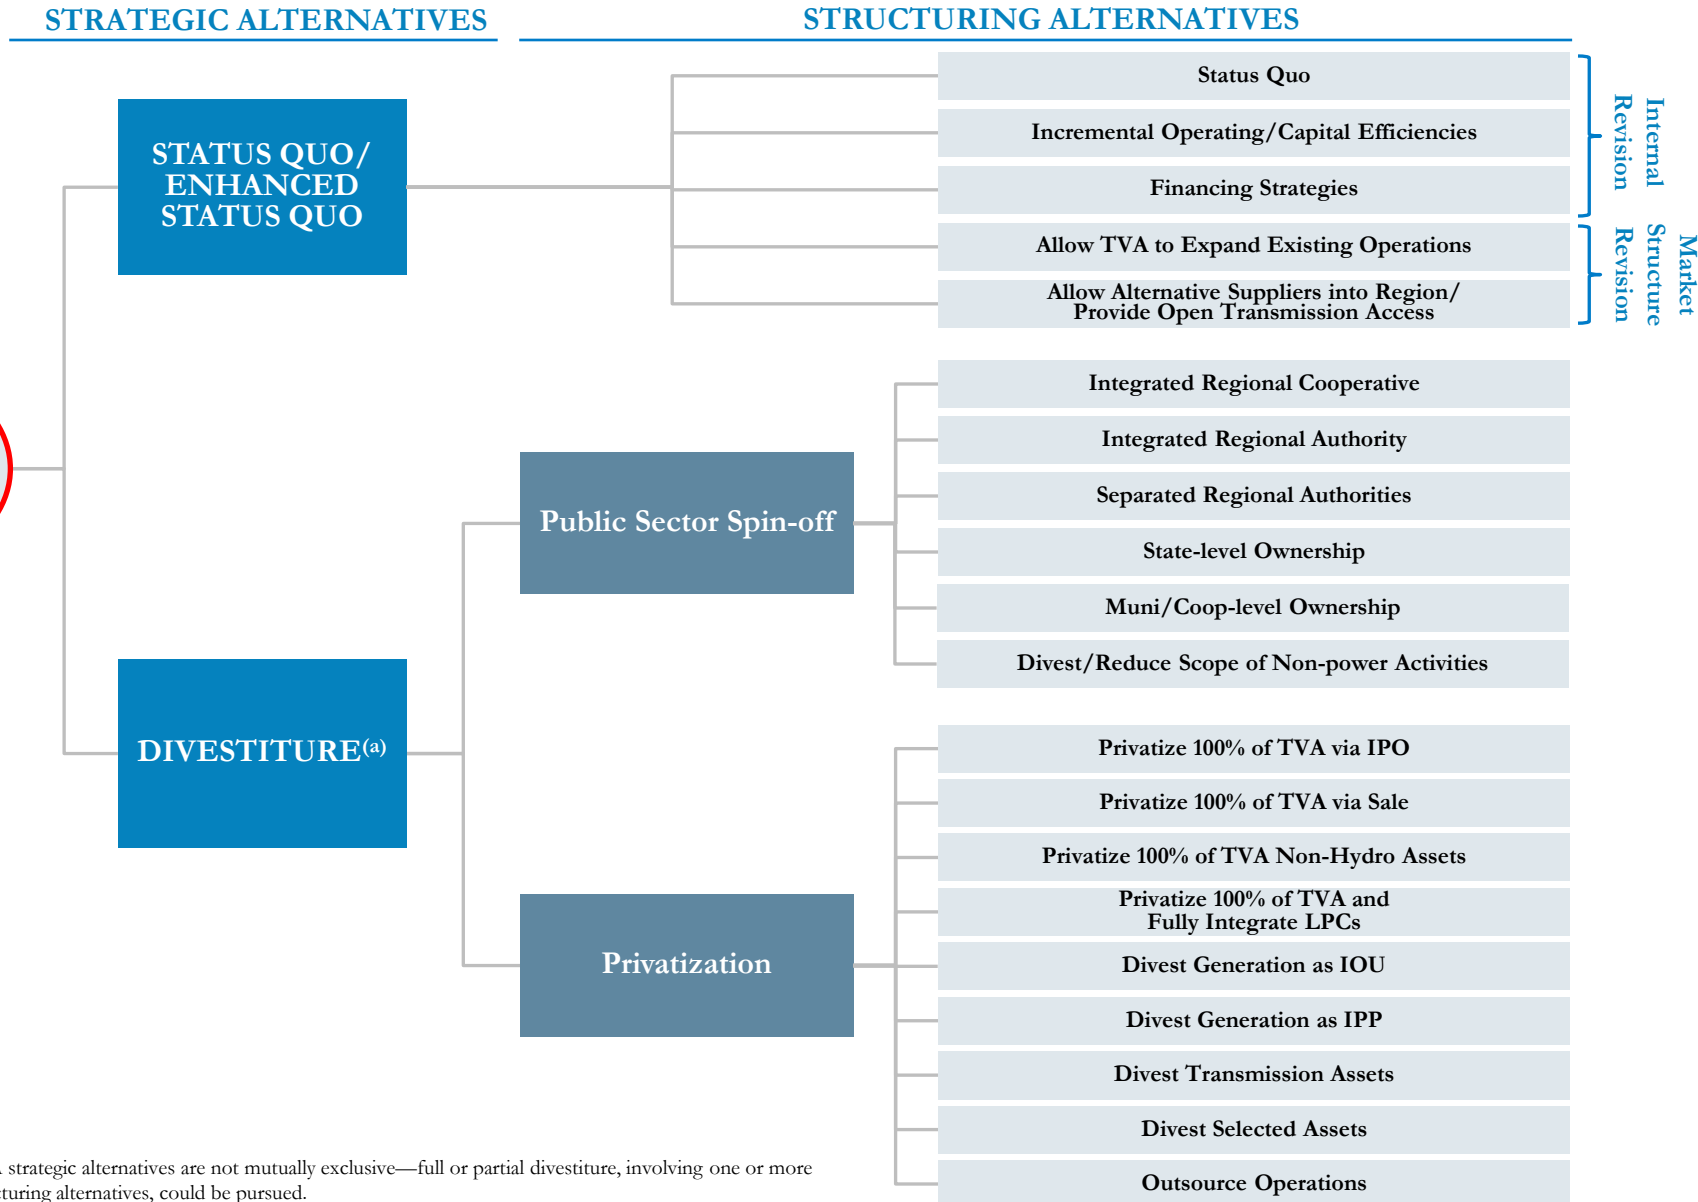 STRATEGIC ALTERNATIVES
STRUCTURING ALTERNATIVES
STATUS QUO/
ENHANCED
STATUS QUO
Status Quo
Incremental Operating/Capital Efficiencies
Financing Strategies
Allow TVA to Expand Existing Operations
Allow Alternative Suppliers into Region/
Provide Open Transmission Access
Internal
Revision
Market
Structure
Revision
DIVESTITURE(a)
Public Sector Spin-off
Integrated Regional Cooperative
Integrated Regional Authority
Separated Regional Authorities
State-level Ownership
Muni/Coop-level Ownership
Divest/Reduce Scope of Non-power Activities
Privatization
Privatize 100% of TVA via IPO
Privatize 100% of TVA via Sale
Privatize 100% of TVA Non-Hydro Assets
Privatize 100% of TVA and
Fully Integrate LPCs
Divest Generation as IOU
Divest Generation as IPP
Divest Transmission Assets
Divest Selected Assets
Outsource Operations
strategic alternatives are not mutually exclusive—full or partial divestiture, involving one or more
cturing alternatives, could be pursued.